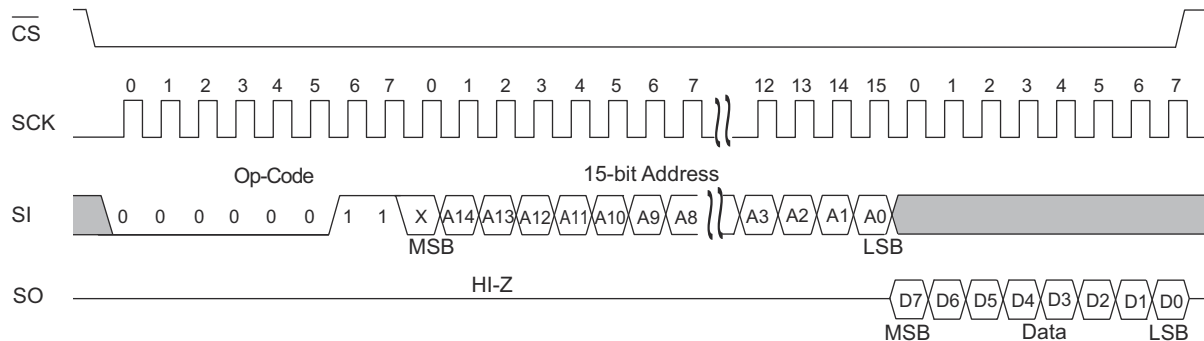 CS
0 1 2 3 4 5 6 7 0 1 2 3 4 5 6 7 12 13 14 15 0 1 2 3 4 5 6 7
SCK
Op-Code 15-bit Address
SI 0 0 0 0 0 0 1 1 X A14 A13 A12 A11 A10 A9 A8 A3 A2 A1 A0
MSB LSB
HI-Z
SO D7 D6 D5 D4 D3 D2 D1 D0
MSB Data LSB